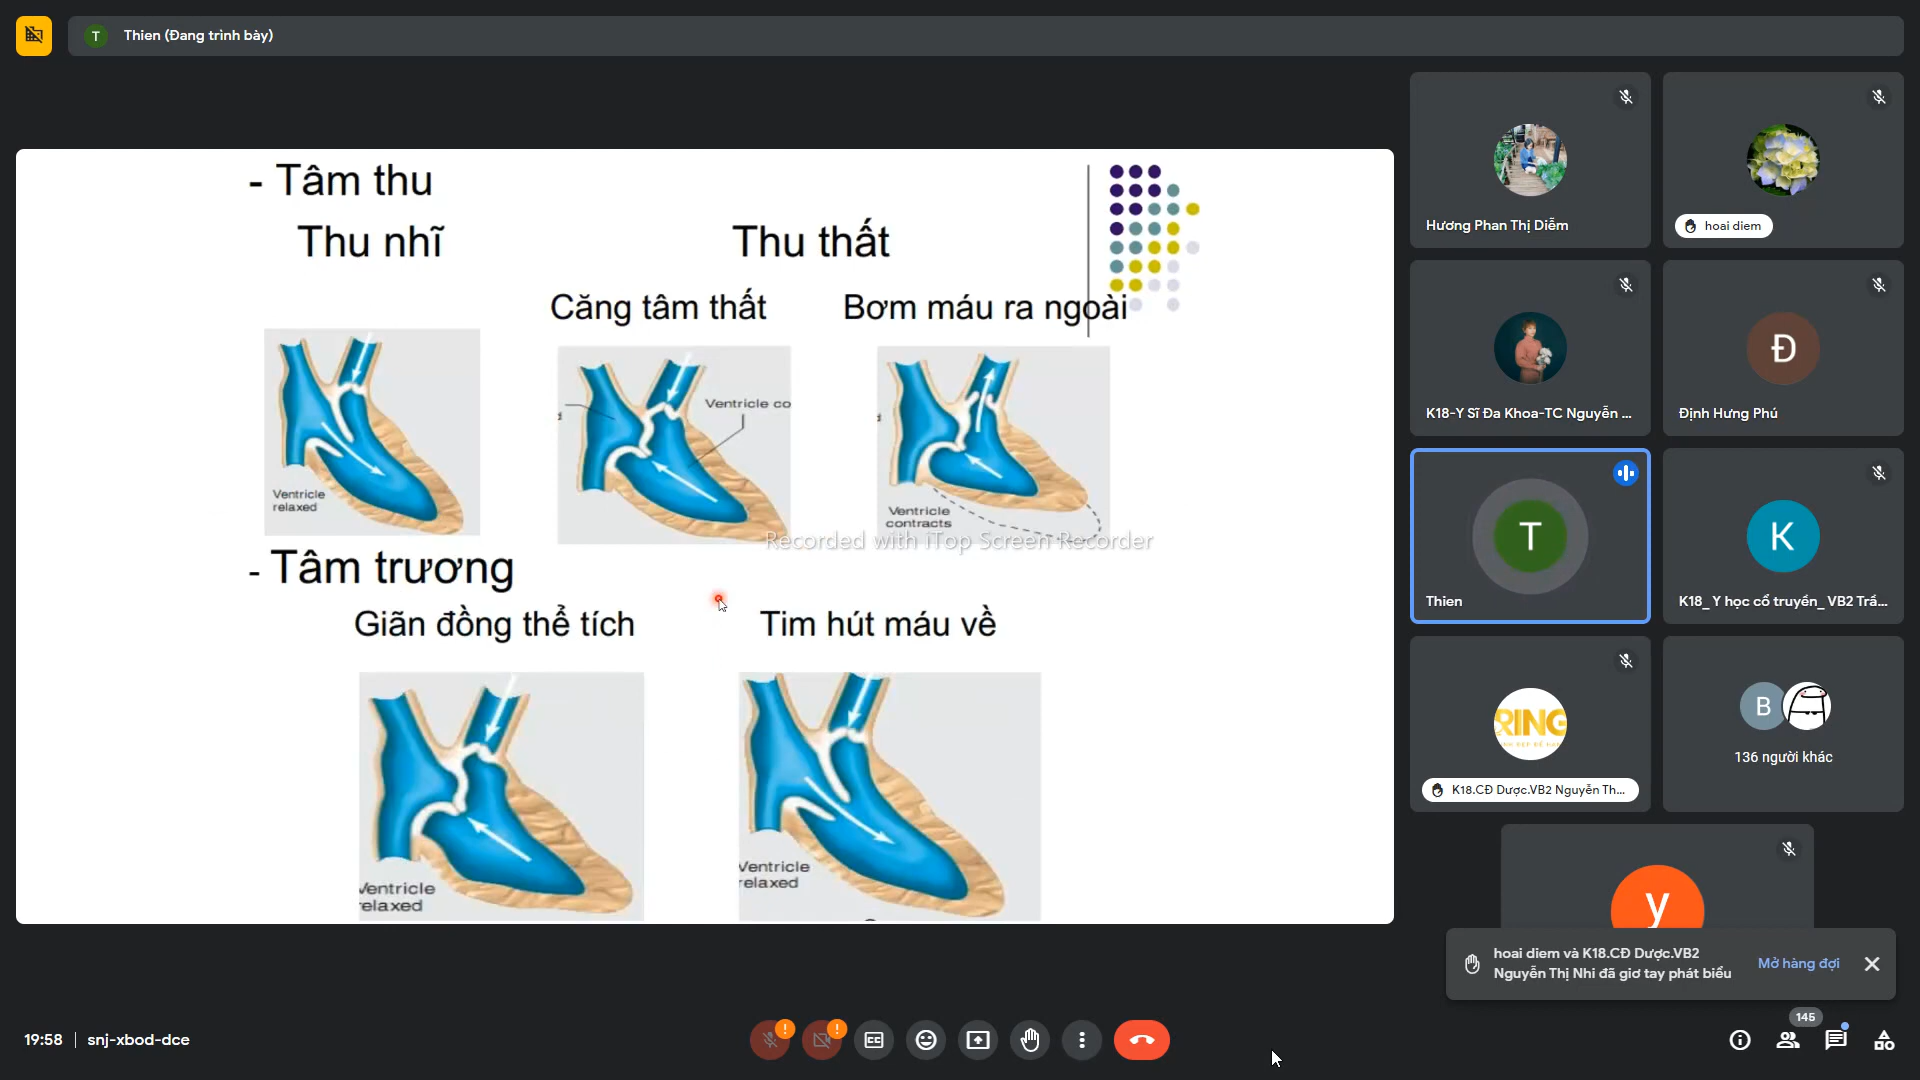 T
Thien (Đang trình bày)
- Tâm thu
Thu nhĩ
Thu thất
Căng tâm thất
Bơm máu ra ngoài
Ventricle
relaxed
Ventricle co
Ventricle
contracts
Recorded with iTop Screen Recorder
- Tâm trương
Giãn đồng thể tích
Tim hút máu về
Ventricle
relaxed
Ventricle
relaxed
Hương Phan Thị Diễm
hoai diem
K18-Y Sĩ Đa Khoa-TC Nguyễn ...
Đ
Định Hưng Phú
T
Thien
K
K18_ Y học cổ truyền_ VB2 Trầ...
RING
K18.CĐ Dược.VB2 Nguyễn Th...
B
136 người khác
y
hoai diem và K18.CĐ Dược.VB2
Nguyễn Thị Nhi đã giơ tay phát biểu
Mở hàng đợi
19:58 | snj-xbod-dce
145